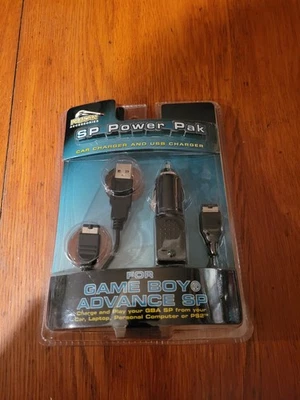 SP Power Pak
CAR CHARGER AND USB CHARGER
FOR
GAME BOY®
ADVANCE SP
Charge and Play your GBA SP from your
Car, Laptop, Personal Computer or PS2™